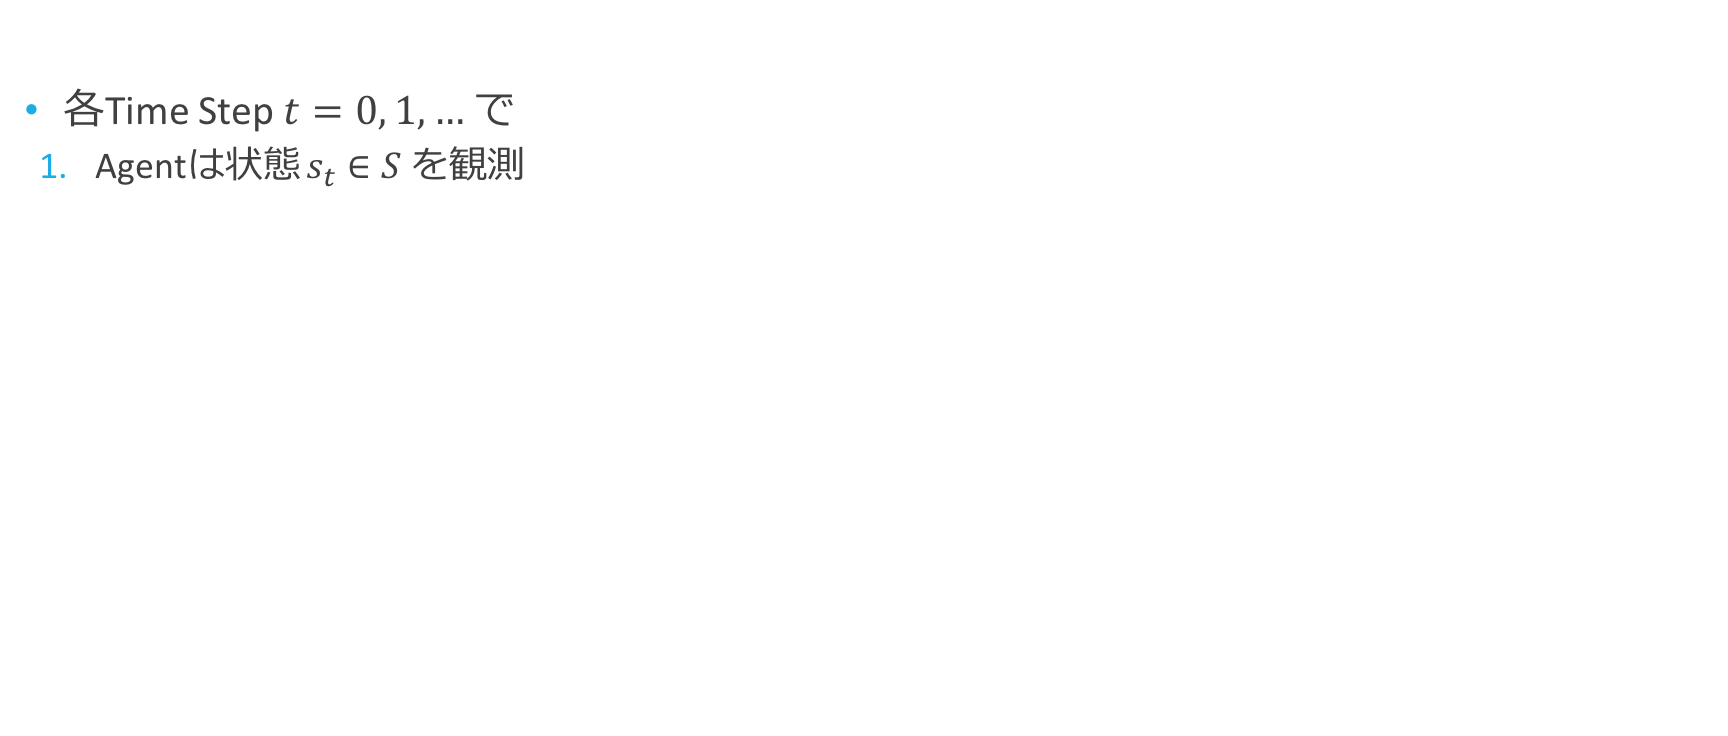 • 各Time Step 𝑡 = 0, 1, … で
1. Agentは状態 𝑠ₜ ∈ 𝑆 を観測